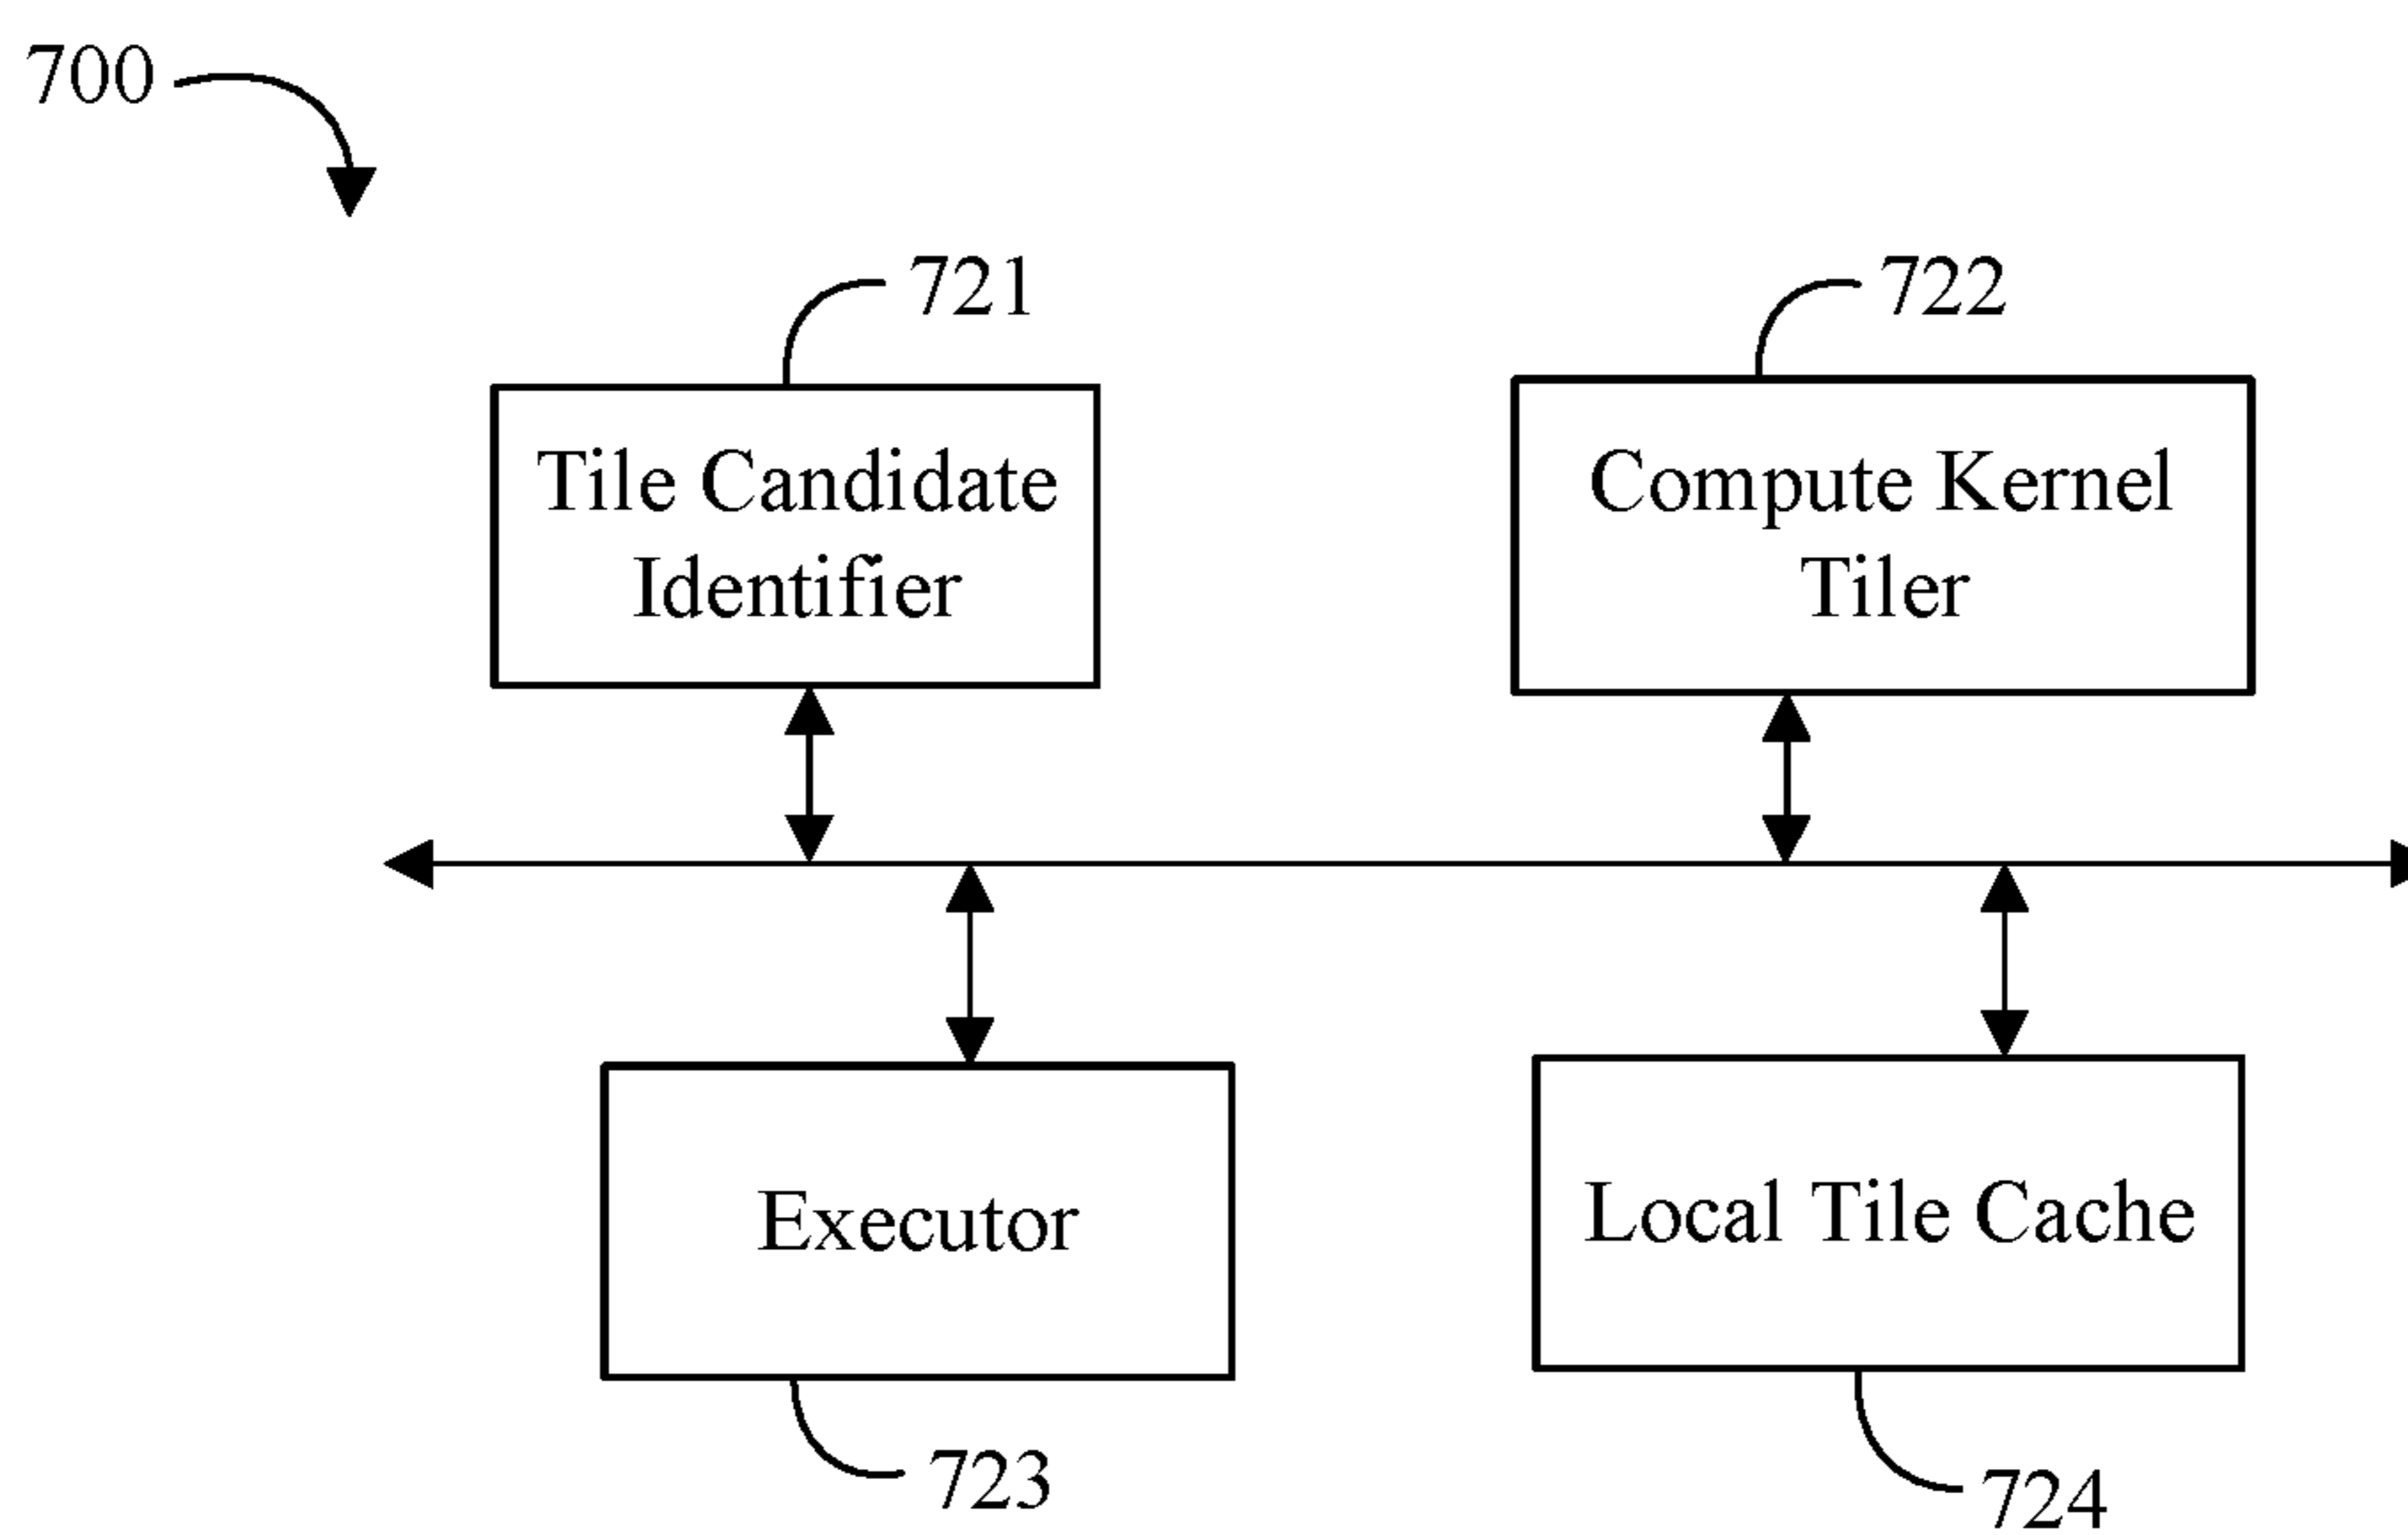 700
721
722
Tile Candidate
Identifier
Compute Kernel
Tiler
Executor
Local Tile Cache
723
724